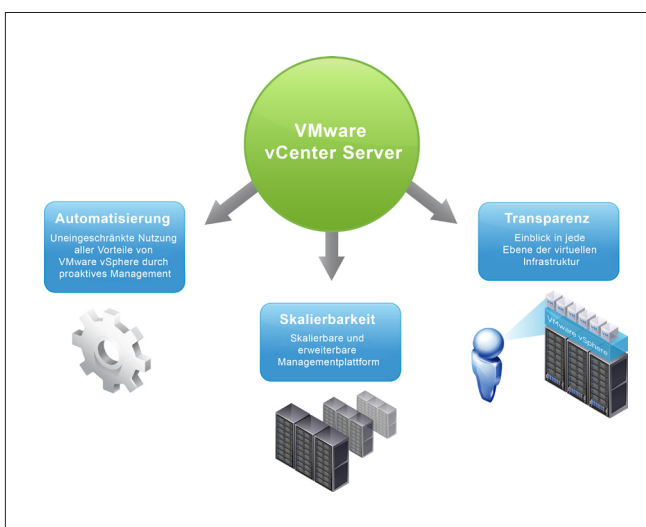 VMware
vCenter Server
Automatisierung
Uneingeschränkte Nutzung
aller Vorteile von
VMware vSphere durch
proaktives Management
Transparenz
Einblick in jede
Ebene der virtuellen
Infrastruktur
Skalierbarkeit
Skalierbare und
erweiterbare
Managementplattform
VMware vSphere